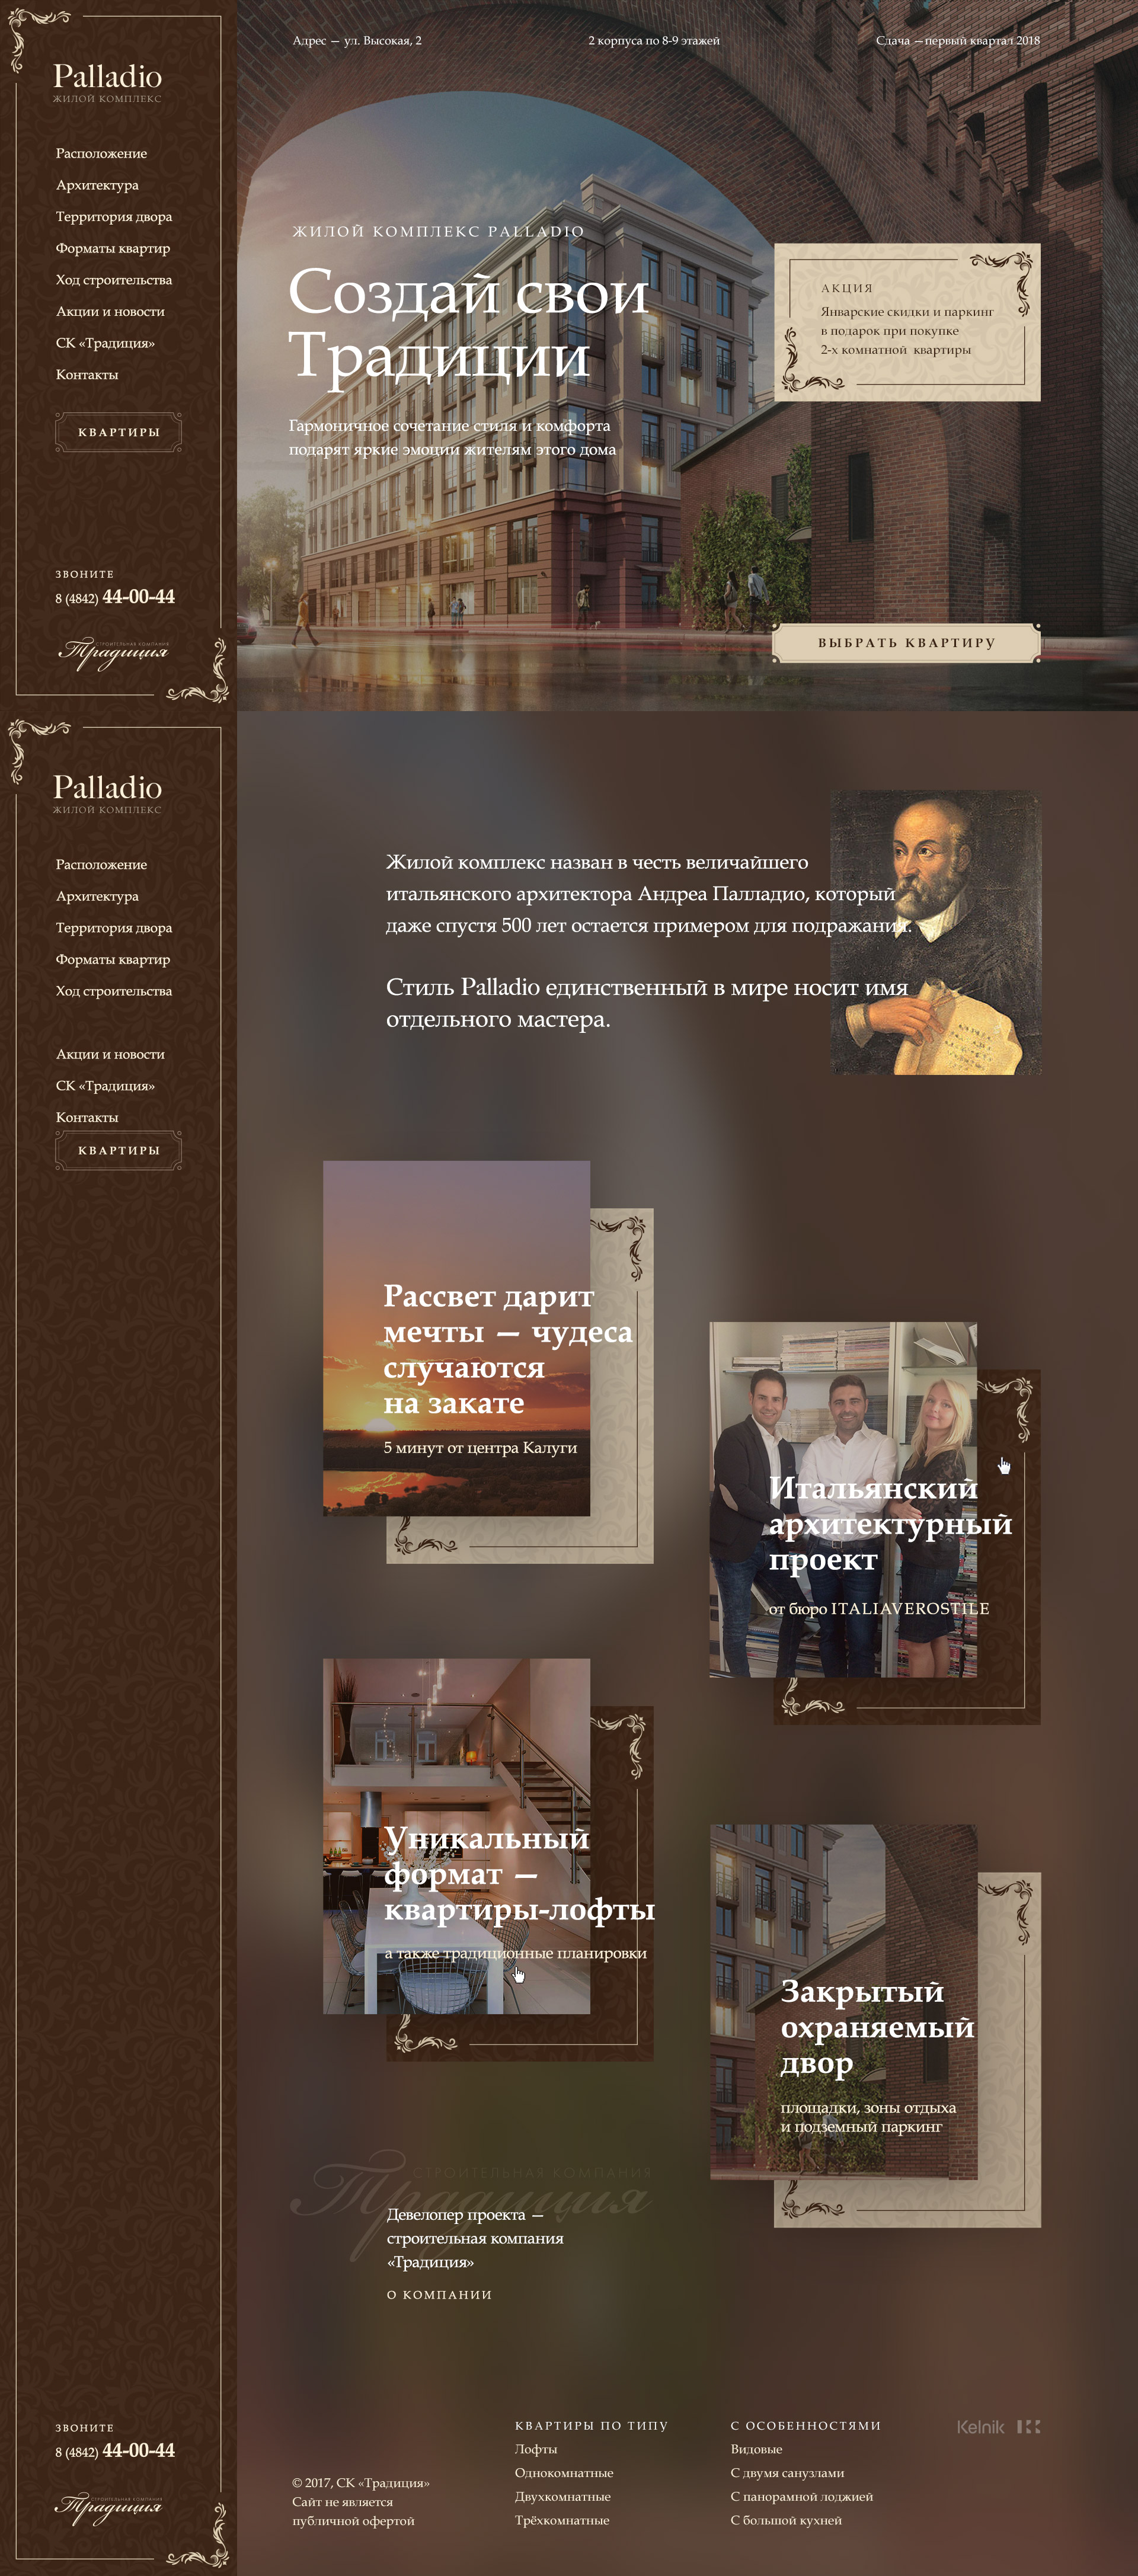 Palladio
ЖИЛОЙ КОМПЛЕКС
Расположение
Архитектура
Территория двора
Форматы квартир
Ход строительства
Акции и новости
СК «Традиция»
Контакты
КВАРТИРЫ
ЗВОНИТЕ
8 (4842) 44-00-44
СТРОИТЕЛЬНАЯ КОМПАНИЯ
Традиция
Адрес — ул. Высокая, 2
2 корпуса по 8-9 этажей
Сдача —первый квартал 2018
ЖИЛОЙ КОМПЛЕКС PALLADIO
Создай свои
Традиции
Гармоничное сочетание стиля и комфорта
подарят яркие эмоции жителям этого дома
АКЦИЯ
Январские скидки и паркинг
в подарок при покупке
2-х комнатной квартиры
ВЫБРАТЬ КВАРТИРУ
Palladio
ЖИЛОЙ КОМПЛЕКС
Расположение
Архитектура
Территория двора
Форматы квартир
Ход строительства
Акции и новости
СК «Традиция»
Контакты
КВАРТИРЫ
Жилой комплекс назван в честь величайшего
итальянского архитектора Андреа Палладио, который
даже спустя 500 лет остается примером для подражания.
Стиль Palladio единственный в мире носит имя
отдельного мастера.
Рассвет дарит
мечты — чудеса
случаются
на закате
5 минут от центра Калуги
Итальянский
архитектурный
проект
от бюро ITALIAVEROSTILE
Уникальный
формат —
квартиры-лофты
а также традиционные планировки
Закрытый
охраняемый
двор
площадки, зоны отдыха
и подземный паркинг
СТРОИТЕЛЬНАЯ КОМПАНИЯ
Традиция
Девелопер проекта —
строительная компания
«Традиция»
О КОМПАНИИ
ЗВОНИТЕ
8 (4842) 44-00-44
СТРОИТЕЛЬНАЯ КОМПАНИЯ
Традиция
© 2017, СК «Традиция»
Сайт не является
публичной офертой
КВАРТИРЫ ПО ТИПУ
Лофты
Однокомнатные
Двухкомнатные
Трёхкомнатные
С ОСОБЕННОСТЯМИ
Видовые
С двумя санузлами
С панорамной лоджией
С большой кухней
Kelnik